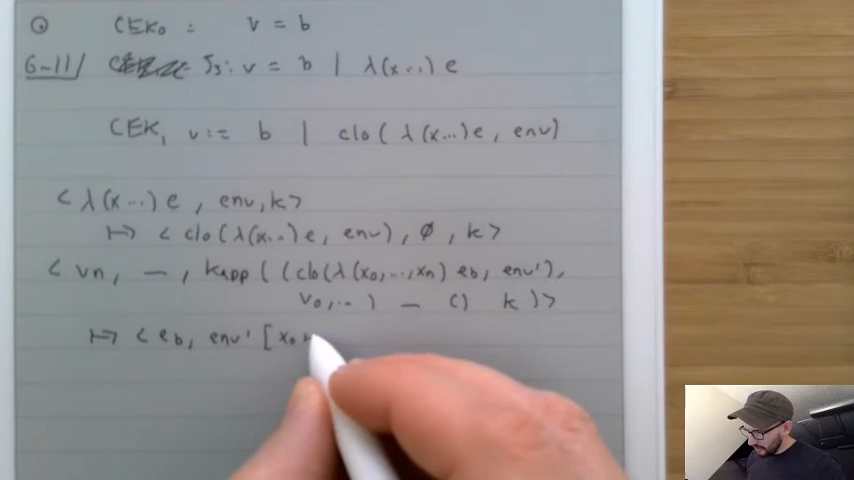 ⊙ CEK₀ : v = b
6-11/ J₃: v = b | λ(x...) e
CEK₁ v := b | clo( λ(x...)e, env)
< λ(x...) e , env, k>
↦ < clo(λ(x...)e, env), ∅, k>
< vn, —, kapp( (clo(λ(x₀,..,xn) eb, env'),
v₀,.. ) — () k )>
↦ < eb, env' [x₀